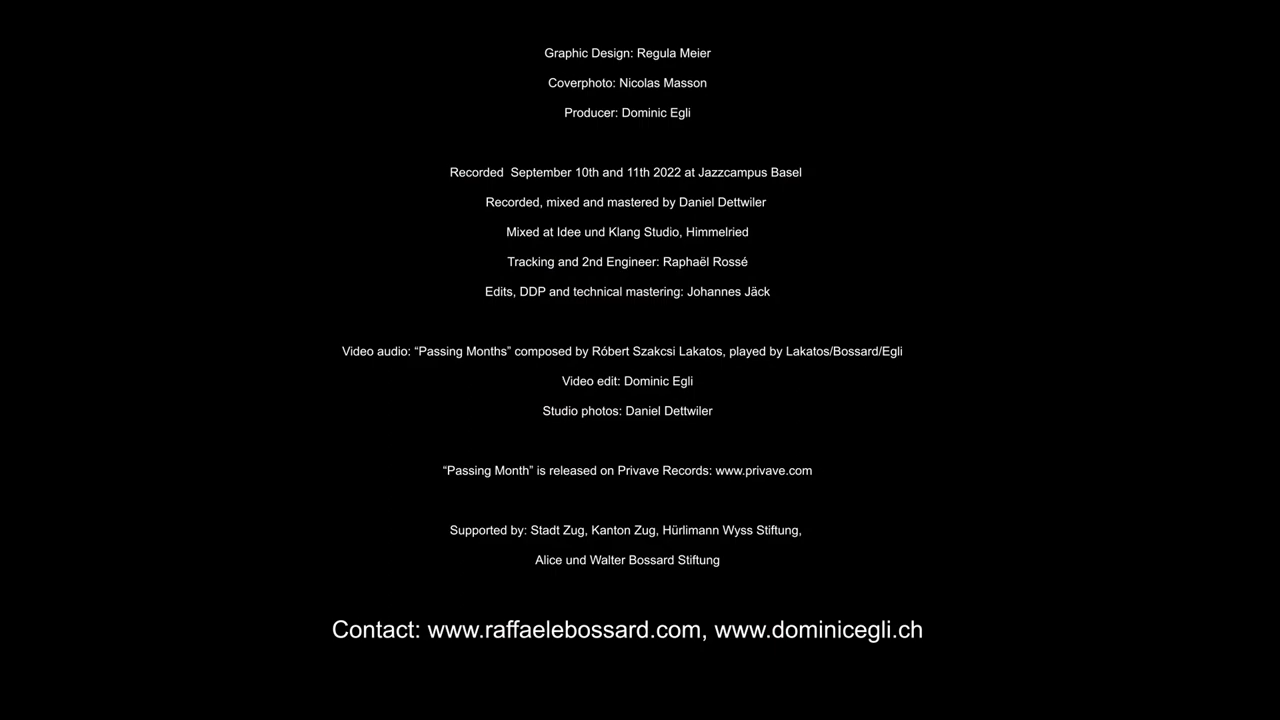 Graphic Design: Regula Meier
Coverphoto: Nicolas Masson
Producer: Dominic Egli
Recorded  September 10th and 11th 2022 at Jazzcampus Basel
Recorded, mixed and mastered by Daniel Dettwiler
Mixed at Idee und Klang Studio, Himmelried
Tracking and 2nd Engineer: Raphaël Rossé
Edits, DDP and technical mastering: Johannes Jäck
Video audio: “Passing Months” composed by Róbert Szakcsi Lakatos, played by Lakatos/Bossard/Egli
Video edit: Dominic Egli
Studio photos: Daniel Dettwiler
“Passing Month” is released on Privave Records: www.privave.com
Supported by: Stadt Zug, Kanton Zug, Hürlimann Wyss Stiftung,
Alice und Walter Bossard Stiftung
Contact: www.raffaelebossard.com, www.dominicegli.ch